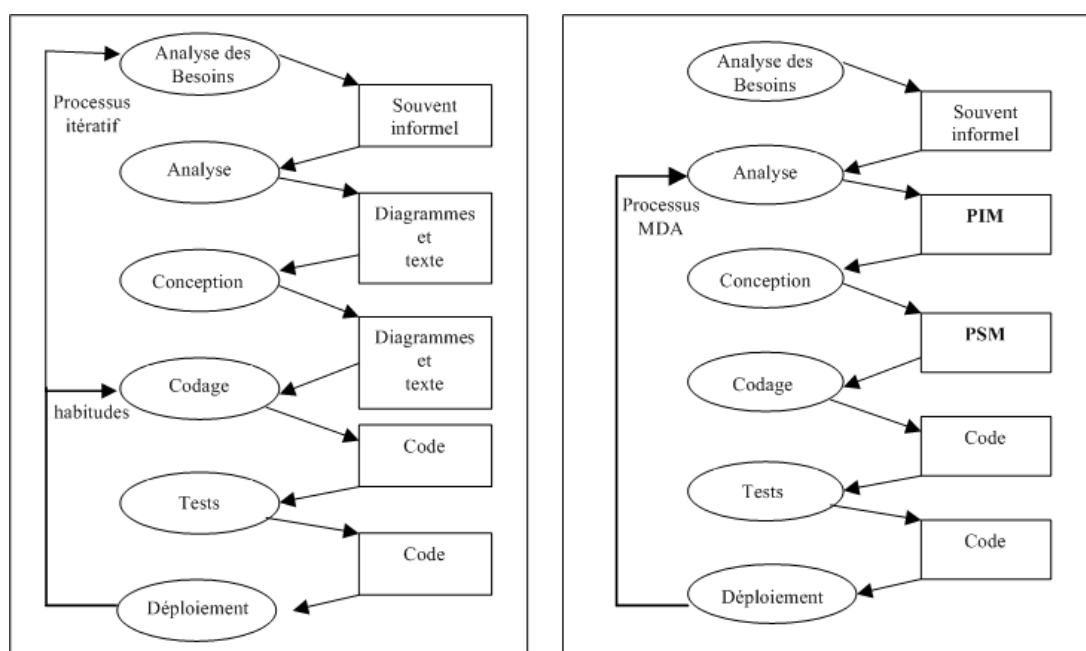 Analyse des
Besoins
Processus
itératif
Souvent
informel
Analyse
Diagrammes
et
texte
Conception
Diagrammes
et
texte
Codage
habitudes
Code
Tests
Code
Déploiement
Analyse des
Besoins
Souvent
informel
Analyse
Processus
MDA
PIM
Conception
PSM
Codage
Code
Tests
Code
Déploiement